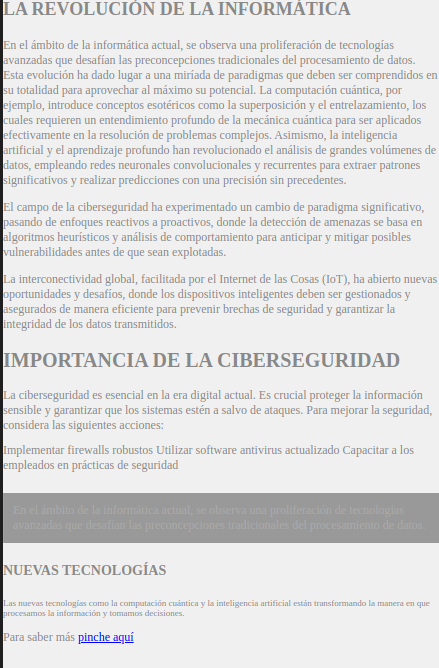 LA REVOLUCIÓN DE LA INFORMÁTICA
En el ámbito de la informática actual, se observa una proliferación de tecnologías
avanzadas que desafían las preconcepciones tradicionales del procesamiento de datos.
Esta evolución ha dado lugar a una miríada de paradigmas que deben ser comprendidos en
su totalidad para aprovechar al máximo su potencial. La computación cuántica, por
ejemplo, introduce conceptos esotéricos como la superposición y el entrelazamiento, los
cuales requieren un entendimiento profundo de la mecánica cuántica para ser aplicados
efectivamente en la resolución de problemas complejos. Asimismo, la inteligencia
artificial y el aprendizaje profundo han revolucionado el análisis de grandes volúmenes de
datos, empleando redes neuronales convolucionales y recurrentes para extraer patrones
significativos y realizar predicciones con una precisión sin precedentes.
El campo de la ciberseguridad ha experimentado un cambio de paradigma significativo,
pasando de enfoques reactivos a proactivos, donde la detección de amenazas se basa en
algoritmos heurísticos y análisis de comportamiento para anticipar y mitigar posibles
vulnerabilidades antes de que sean explotadas.
La interconectividad global, facilitada por el Internet de las Cosas (IoT), ha abierto nuevas
oportunidades y desafíos, donde los dispositivos inteligentes deben ser gestionados y
asegurados de manera eficiente para prevenir brechas de seguridad y garantizar la
integridad de los datos transmitidos.
IMPORTANCIA DE LA CIBERSEGURIDAD
La ciberseguridad es esencial en la era digital actual. Es crucial proteger la información
sensible y garantizar que los sistemas estén a salvo de ataques. Para mejorar la seguridad,
considera las siguientes acciones:
Implementar firewalls robustos Utilizar software antivirus actualizado Capacitar a los
empleados en prácticas de seguridad
En el ámbito de la informática actual, se observa una proliferación de tecnologías
avanzadas que desafían las preconcepciones tradicionales del procesamiento de datos.
NUEVAS TECNOLOGÍAS
Las nuevas tecnologías como la computación cuántica y la inteligencia artificial están transformando la manera en que
procesamos la información y tomamos decisiones.
Para saber más pinche aquí